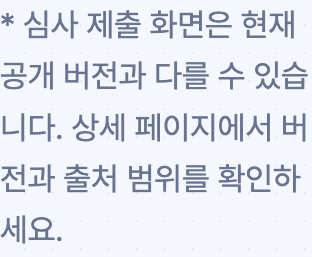 * 심사 제출 화면은 현재
공개 버전과 다를 수 있습
니다. 상세 페이지에서 버
전과 출처 범위를 확인하
세요.